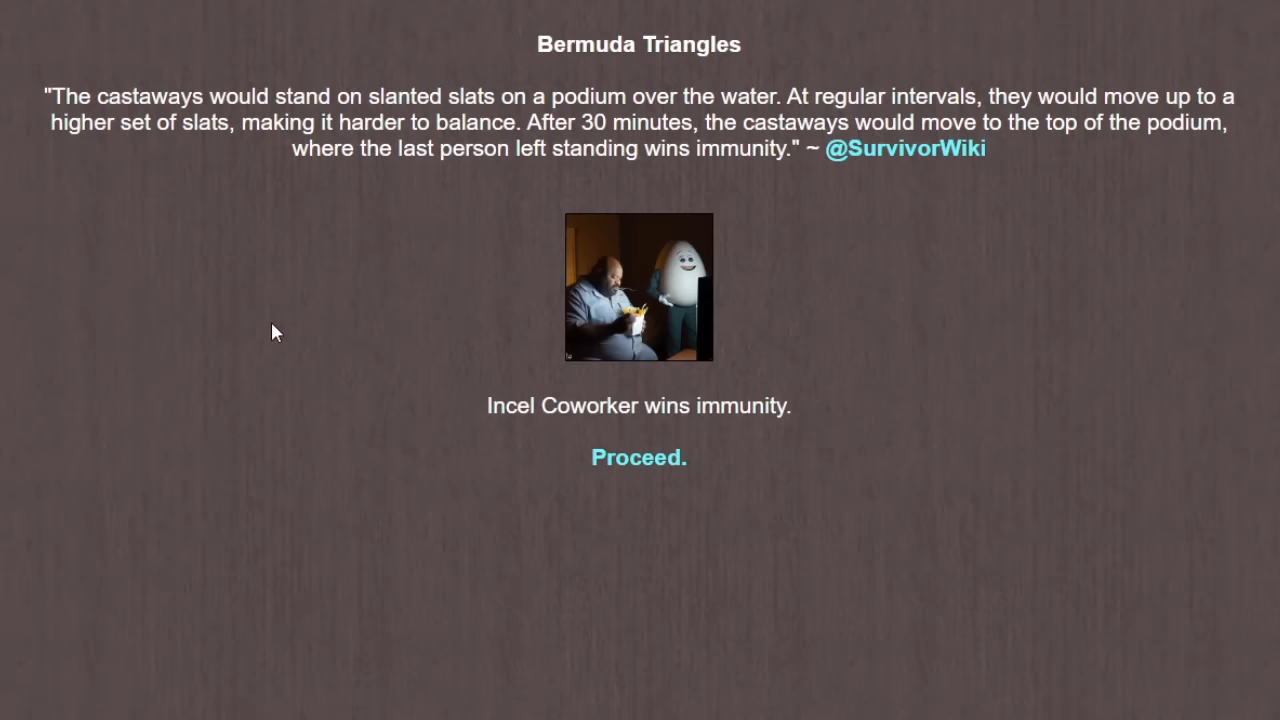 Bermuda Triangles
"The castaways would stand on slanted slats on a podium over the water. At regular intervals, they would move up to a
higher set of slats, making it harder to balance. After 30 minutes, the castaways would move to the top of the podium,
where the last person left standing wins immunity." ~ @SurvivorWiki
Incel Coworker wins immunity.
Proceed.